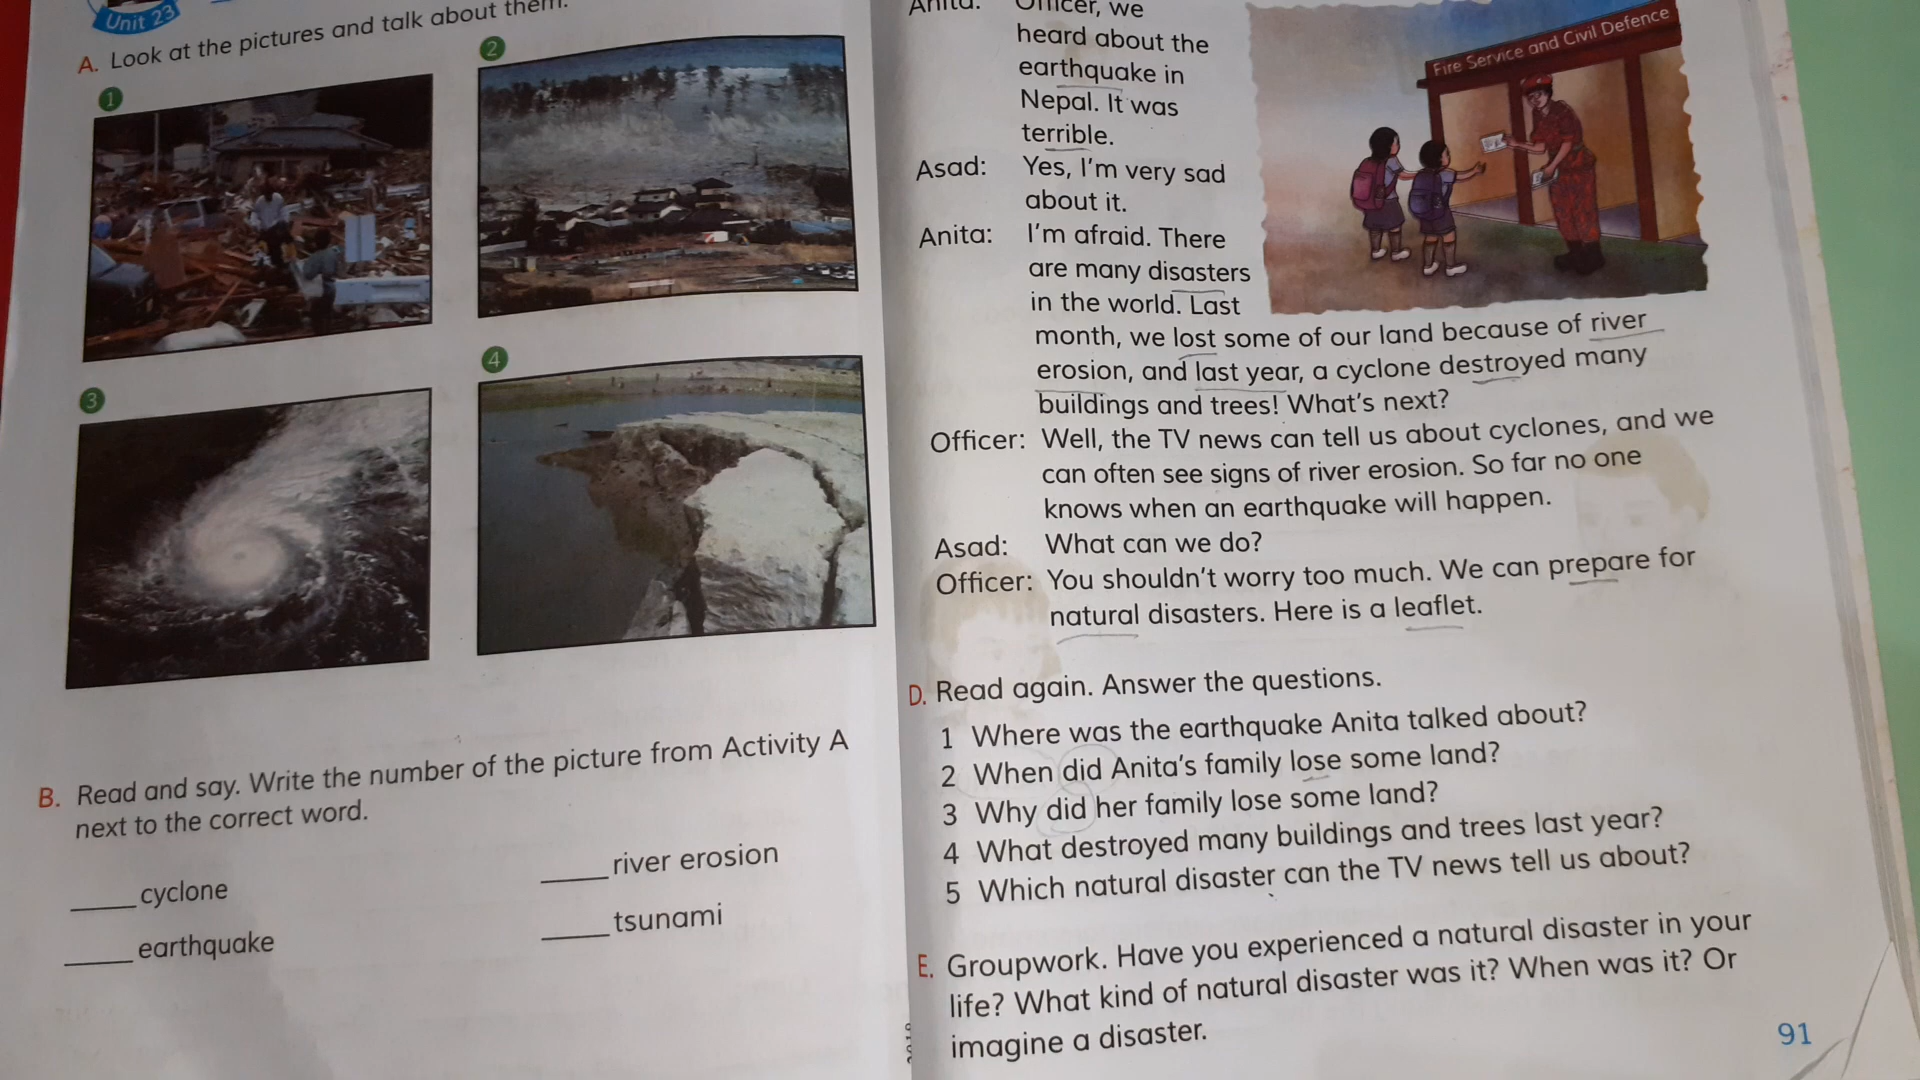 Unit 23
A. Look at the pictures and talk about them.
1
2
3
4
B. Read and say. Write the number of the picture from Activity A
next to the correct word.
_____ cyclone
_____ river erosion
_____ earthquake
_____ tsunami
Anita: Officer, we
heard about the
earthquake in
Nepal. It was
terrible.
Asad: Yes, I'm very sad
about it.
Anita: I'm afraid. There
are many disasters
in the world. Last
month, we lost some of our land because of river
erosion, and last year, a cyclone destroyed many
buildings and trees! What's next?
Officer: Well, the TV news can tell us about cyclones, and we
can often see signs of river erosion. So far no one
knows when an earthquake will happen.
Asad: What can we do?
Officer: You shouldn't worry too much. We can prepare for
natural disasters. Here is a leaflet.
Fire Service and Civil Defence
D. Read again. Answer the questions.
1 Where was the earthquake Anita talked about?
2 When did Anita's family lose some land?
3 Why did her family lose some land?
4 What destroyed many buildings and trees last year?
5 Which natural disaster can the TV news tell us about?
E. Groupwork. Have you experienced a natural disaster in your
life? What kind of natural disaster was it? When was it? Or
imagine a disaster.
91